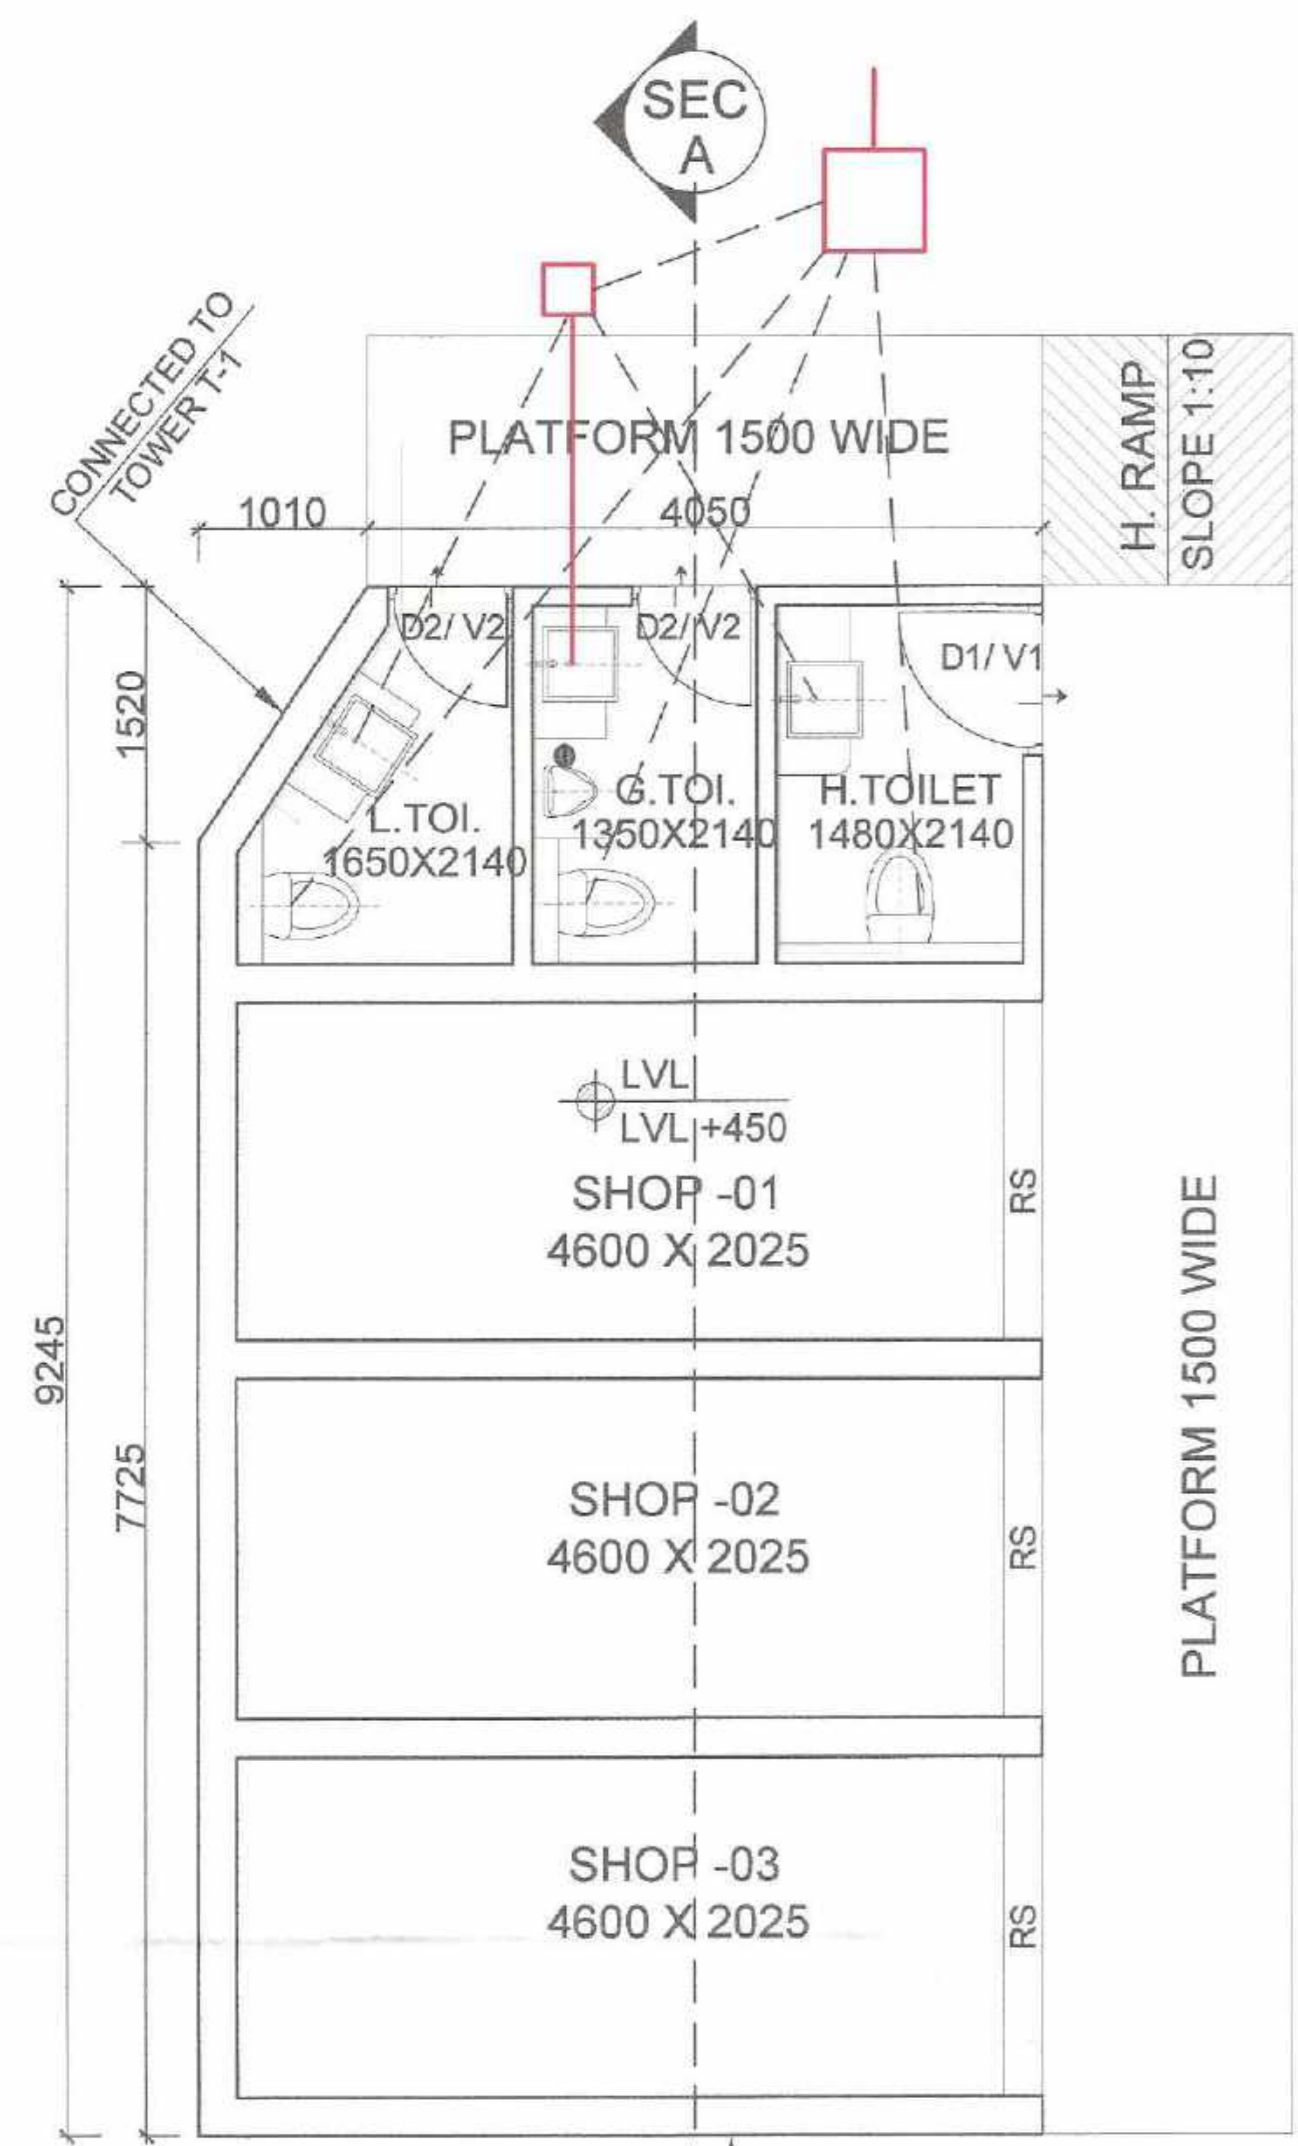 SEC
A
CONNECTED TO
TOWER T-1
PLATFORM 1500 WIDE
H. RAMP
SLOPE 1:10
1010
4050
D2/ V2
D2/ V2
D1/ V1
1520
L.TOI.
1650X2140
G.TOI.
1350X2140
H.TOILET
1480X2140
LVL
LVL +450
SHOP -01
4600 X 2025
RS
PLATFORM 1500 WIDE
9245
7725
SHOP -02
4600 X 2025
RS
SHOP -03
4600 X 2025
RS